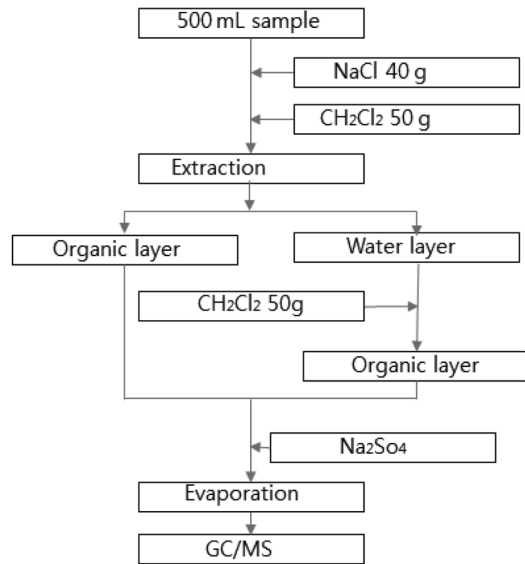 500 mL sample
NaCl 40 g
CH₂Cl₂ 50 g
Extraction
Organic layer
Water layer
CH₂Cl₂ 50g
Organic layer
Na₂So₄
Evaporation
GC/MS